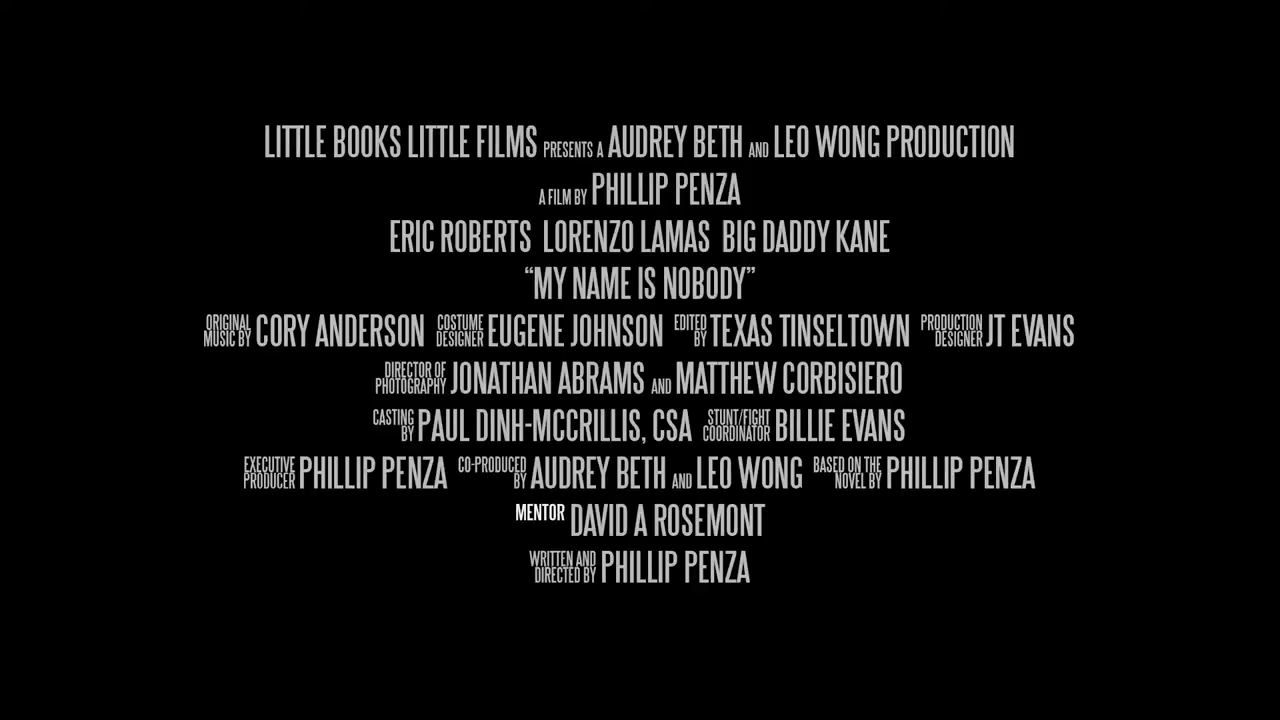 LITTLE BOOKS LITTLE FILMS PRESENTS A AUDREY BETH AND LEO WONG PRODUCTION
A FILM BY PHILLIP PENZA
ERIC ROBERTS LORENZO LAMAS BIG DADDY KANE
“MY NAME IS NOBODY”
ORIGINAL MUSIC BY CORY ANDERSON COSTUME DESIGNER EUGENE JOHNSON EDITED BY TEXAS TINSELTOWN PRODUCTION DESIGNER JT EVANS
DIRECTOR OF PHOTOGRAPHY JONATHAN ABRAMS AND MATTHEW CORBISIERO
CASTING BY PAUL DINH-MCCRILLIS, CSA STUNT/FIGHT COORDINATOR BILLIE EVANS
EXECUTIVE PRODUCER PHILLIP PENZA CO-PRODUCED BY AUDREY BETH AND LEO WONG BASED ON THE NOVEL BY PHILLIP PENZA
MENTOR DAVID A ROSEMONT
WRITTEN AND DIRECTED BY PHILLIP PENZA